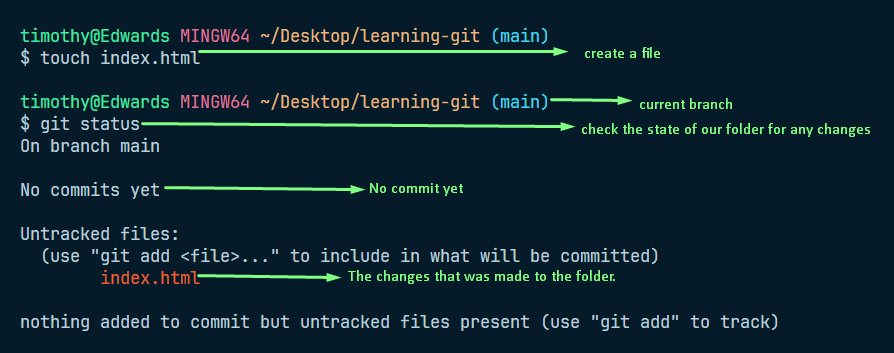 timothy@Edwards MINGW64 ~/Desktop/learning-git (main)
$ touch index.html create a file
timothy@Edwards MINGW64 ~/Desktop/learning-git (main) current branch
$ git status check the state of our folder for any changes
On branch main
No commits yet No commit yet
Untracked files:
(use "git add <file>..." to include in what will be committed)
index.html The changes that was made to the folder.
nothing added to commit but untracked files present (use "git add" to track)